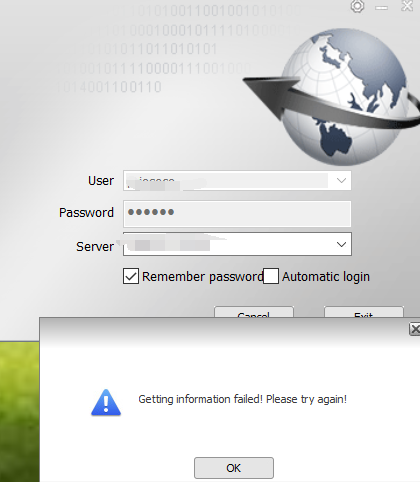 User
Password
Server
Remember password
Automatic login
Cancel
Exit
Getting information failed! Please try again!
OK